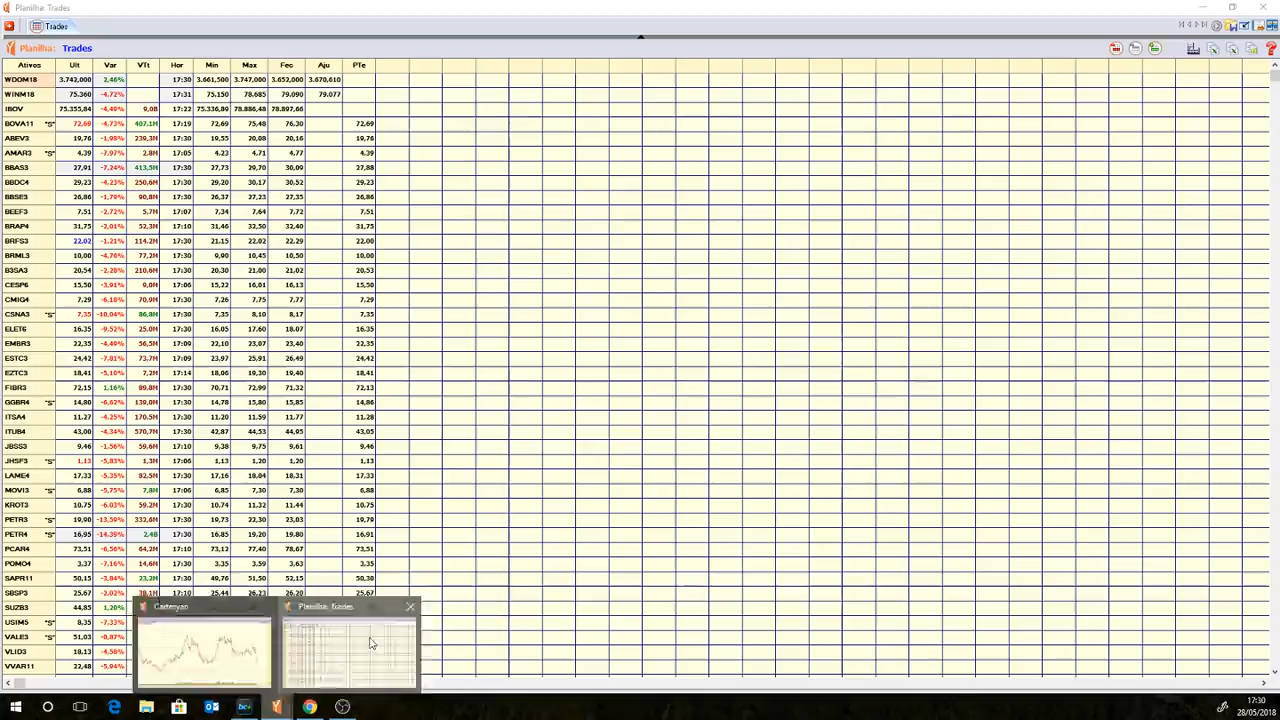 Planilha: Trades
Trades
Planilha: Trades
Ativos Ult Var VTt Hor Min Max Fec Aju PTe
WDOM18 3.742,000 2,46% 17:30 3.661,500 3.747,000 3.652,000 3.670,610
WINM18 75.360 -4,72% 17:31 75.150 78.685 79.090 79.077
IBOV 75.355,84 -4,49% 9,0B 17:22 75.336,89 78.886,48 78.897,66
BOVA11 "S" 72,69 -4,73% 407,1M 17:19 72,69 75,48 76,30 72,69
ABEV3 19,76 -1,98% 239,3M 17:30 19,55 20,08 20,16 19,76
AMAR3 "S" 4,39 -7,97% 2,8M 17:05 4,23 4,71 4,77 4,39
BBAS3 27,91 -7,24% 413,5M 17:30 27,73 29,70 30,09 27,88
BBDC4 29,23 -4,23% 250,6M 17:30 29,20 30,17 30,52 29,23
BBSE3 26,86 -1,79% 90,8M 17:30 26,37 27,23 27,35 26,86
BEEF3 7,51 -2,72% 5,7M 17:07 7,34 7,64 7,72 7,51
BRAP4 31,75 -2,01% 52,3M 17:10 31,46 32,50 32,40 31,75
BRFS3 22,02 -1,21% 114,2M 17:30 21,15 22,02 22,29 22,00
BRML3 10,00 -4,76% 77,2M 17:30 9,90 10,45 10,50 10,00
B3SA3 20,54 -2,28% 210,6M 17:30 20,30 21,00 21,02 20,53
CESP6 15,50 -3,91% 9,0M 17:06 15,22 16,01 16,13 15,50
CMIG4 7,29 -6,18% 70,9M 17:30 7,26 7,75 7,77 7,29
CSNA3 "S" 7,35 -10,04% 86,8M 17:30 7,35 8,10 8,17 7,35
ELET6 16,35 -9,52% 25,0M 17:30 16,05 17,60 18,07 16,35
EMBR3 22,35 -4,49% 56,5M 17:09 22,10 23,07 23,40 22,35
ESTC3 24,42 -7,81% 73,7M 17:09 23,97 25,91 26,49 24,42
EZTC3 18,41 -5,10% 7,2M 17:14 18,06 19,30 19,40 18,41
FIBR3 72,15 1,16% 89,8M 17:30 70,71 72,99 71,32 72,13
GGBR4 "S" 14,80 -6,62% 139,0M 17:30 14,78 15,80 15,85 14,86
ITSA4 11,27 -4,25% 170,5M 17:30 11,20 11,59 11,77 11,28
ITUB4 43,00 -4,34% 570,7M 17:30 42,87 44,53 44,95 43,05
JBSS3 9,46 -1,56% 59,6M 17:10 9,38 9,75 9,61 9,46
JHSF3 "S" 1,13 -5,83% 1,3M 17:06 1,13 1,20 1,20 1,13
LAME4 17,33 -5,35% 82,5M 17:30 17,16 18,04 18,31 17,33
MOVI3 "S" 6,88 -5,75% 7,8M 17:06 6,85 7,30 7,30 6,88
KROT3 10,75 -6,03% 59,2M 17:30 10,74 11,32 11,44 10,75
PETR3 "S" 19,90 -13,59% 332,6M 17:30 19,73 22,30 23,03 19,79
PETR4 "S" 16,95 -14,39% 2,4B 17:30 16,85 19,20 19,80 16,91
PCAR4 73,51 -6,56% 64,2M 17:10 73,12 77,40 78,67 73,51
POMO4 3,37 -7,16% 14,6M 17:30 3,35 3,59 3,63 3,35
SAPR11 50,15 -3,84% 23,2M 17:30 49,76 51,50 52,15 50,30
SBSP3 "S" 25,67 -2,02% 38,1M 17:10 25,44 26,23 26,20 25,67
SUZB3 44,85 1,20%
USIM5 "S" 8,35 -7,33%
VALE3 "S" 51,03 -0,87%
VLID3 18,13 -4,58%
VVAR11 22,48 -5,94%
Planilha: Trades
17:30
28/05/2018